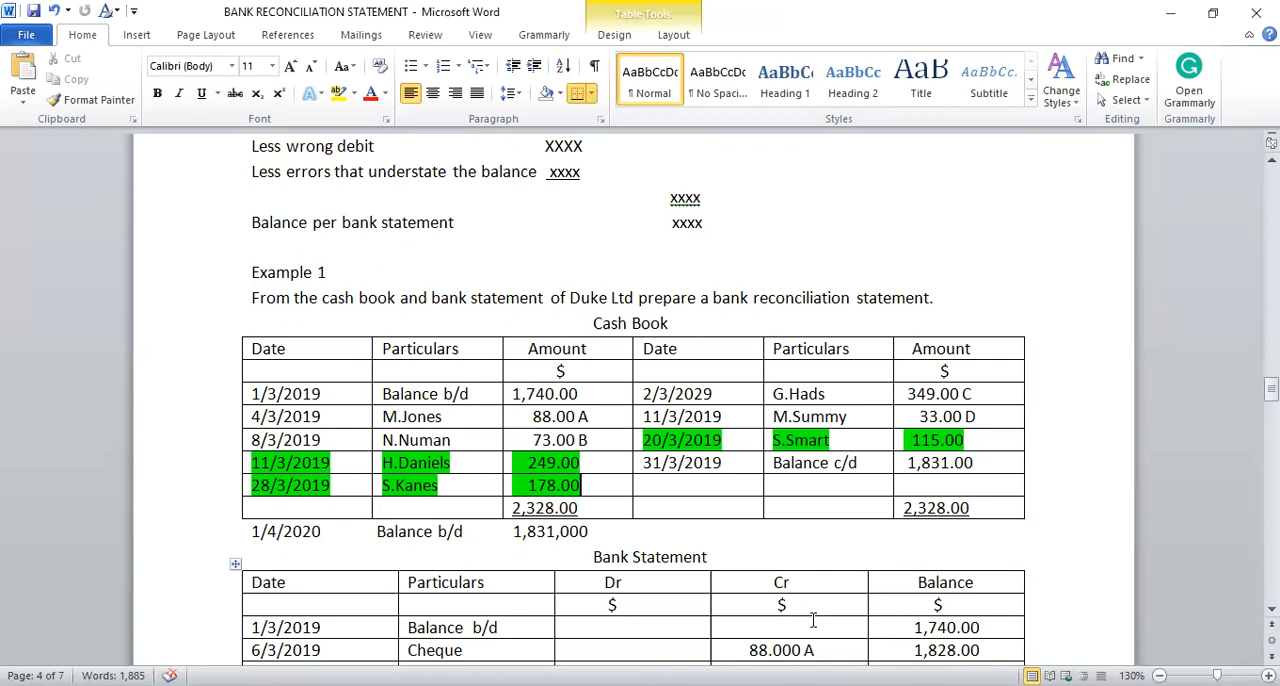 BANK RECONCILIATION STATEMENT - Microsoft Word
Table Tools
File Home Insert Page Layout References Mailings Review View Grammarly Design Layout
Paste
Cut
Copy
Format Painter
Clipboard
Calibri (Body) 11
Font
Paragraph
AaBbCcDc AaBbCcDc AaBbC AaBbCc AaB AaBbCc.
¶ Normal ¶ No Spaci... Heading 1 Heading 2 Title Subtitle
Styles
Change Styles
Find
Replace
Select
Editing
Open Grammarly
Grammarly
Less wrong debit XXXX
Less errors that understate the balance xxxx
xxxx
Balance per bank statement xxxx
Example 1
From the cash book and bank statement of Duke Ltd prepare a bank reconciliation statement.
Cash Book
Date Particulars Amount Date Particulars Amount
$ $
1/3/2019 Balance b/d 1,740.00 2/3/2029 G.Hads 349.00 C
4/3/2019 M.Jones 88.00 A 11/3/2019 M.Summy 33.00 D
8/3/2019 N.Numan 73.00 B 20/3/2019 S.Smart 115.00
11/3/2019 H.Daniels 249.00 31/3/2019 Balance c/d 1,831.00
28/3/2019 S.Kanes 178.00
2,328.00 2,328.00
1/4/2020 Balance b/d 1,831,000
Bank Statement
Date Particulars Dr Cr Balance
$ $ $
1/3/2019 Balance b/d 1,740.00
6/3/2019 Cheque 88.000 A 1,828.00
Page: 4 of 7 Words: 1,885 130%